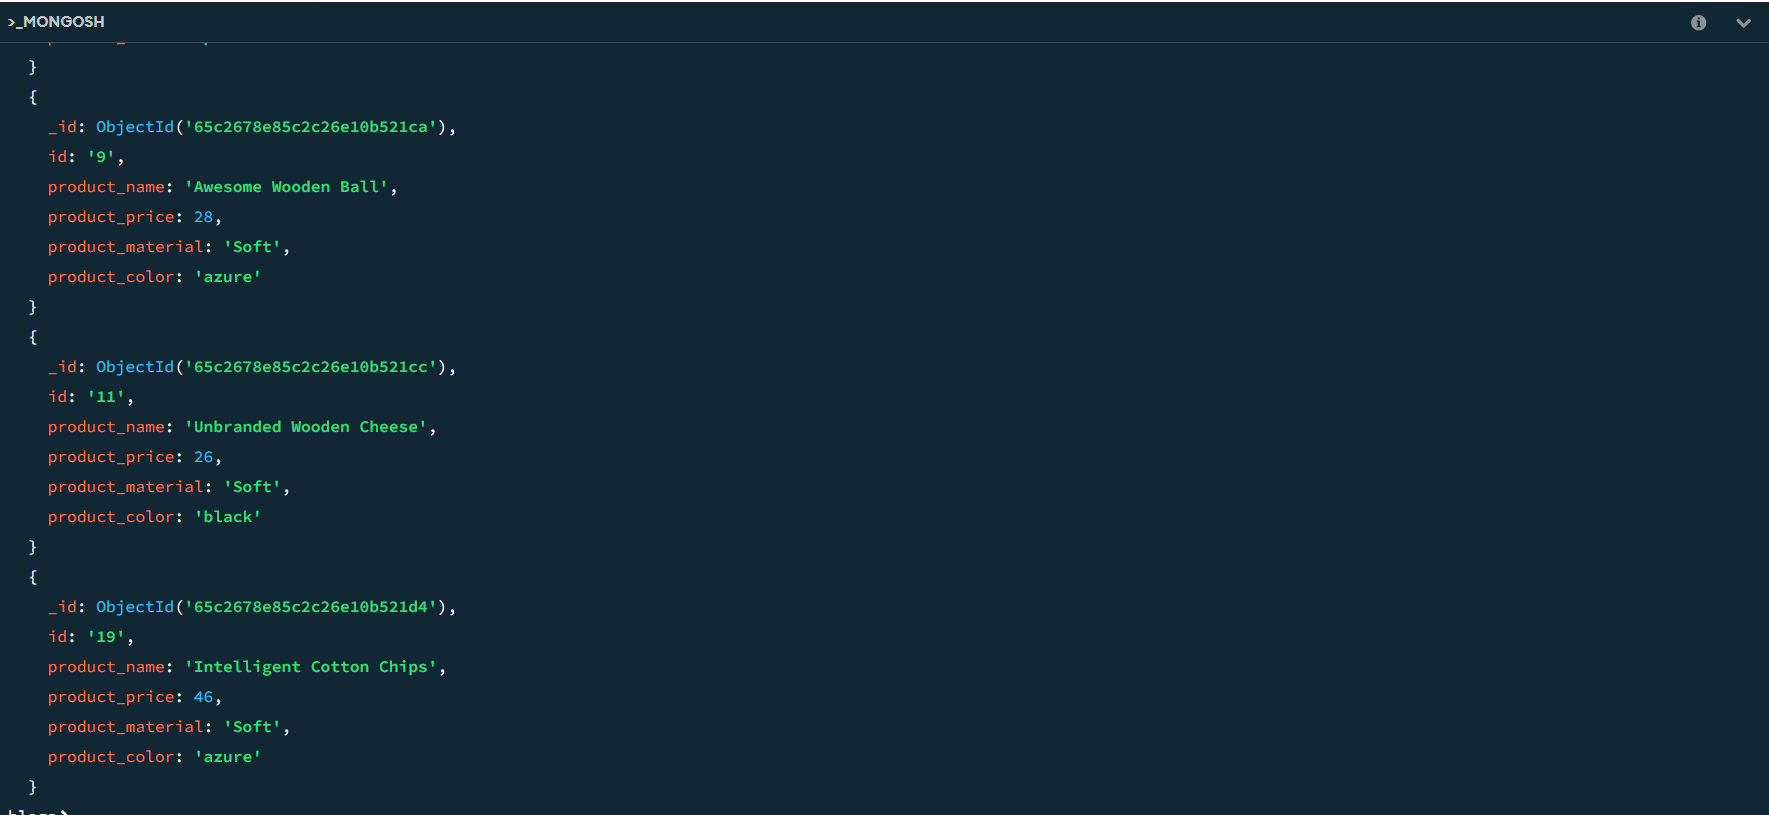 >_MONGOSH
}
{
_id: ObjectId('65c2678e85c2c26e10b521ca'),
id: '9',
product_name: 'Awesome Wooden Ball',
product_price: 28,
product_material: 'Soft',
product_color: 'azure'
}
{
_id: ObjectId('65c2678e85c2c26e10b521cc'),
id: '11',
product_name: 'Unbranded Wooden Cheese',
product_price: 26,
product_material: 'Soft',
product_color: 'black'
}
{
_id: ObjectId('65c2678e85c2c26e10b521d4'),
id: '19',
product_name: 'Intelligent Cotton Chips',
product_price: 46,
product_material: 'Soft',
product_color: 'azure'
}